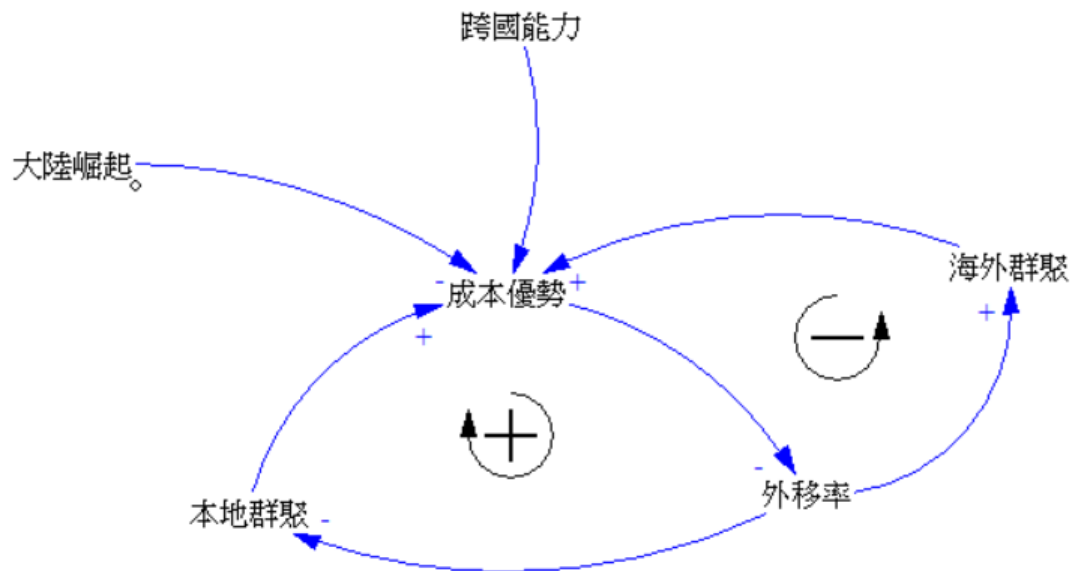 跨國能力
大陸崛起
海外群聚
- 成本優勢 +
+
+
-
外移率
本地群聚 -